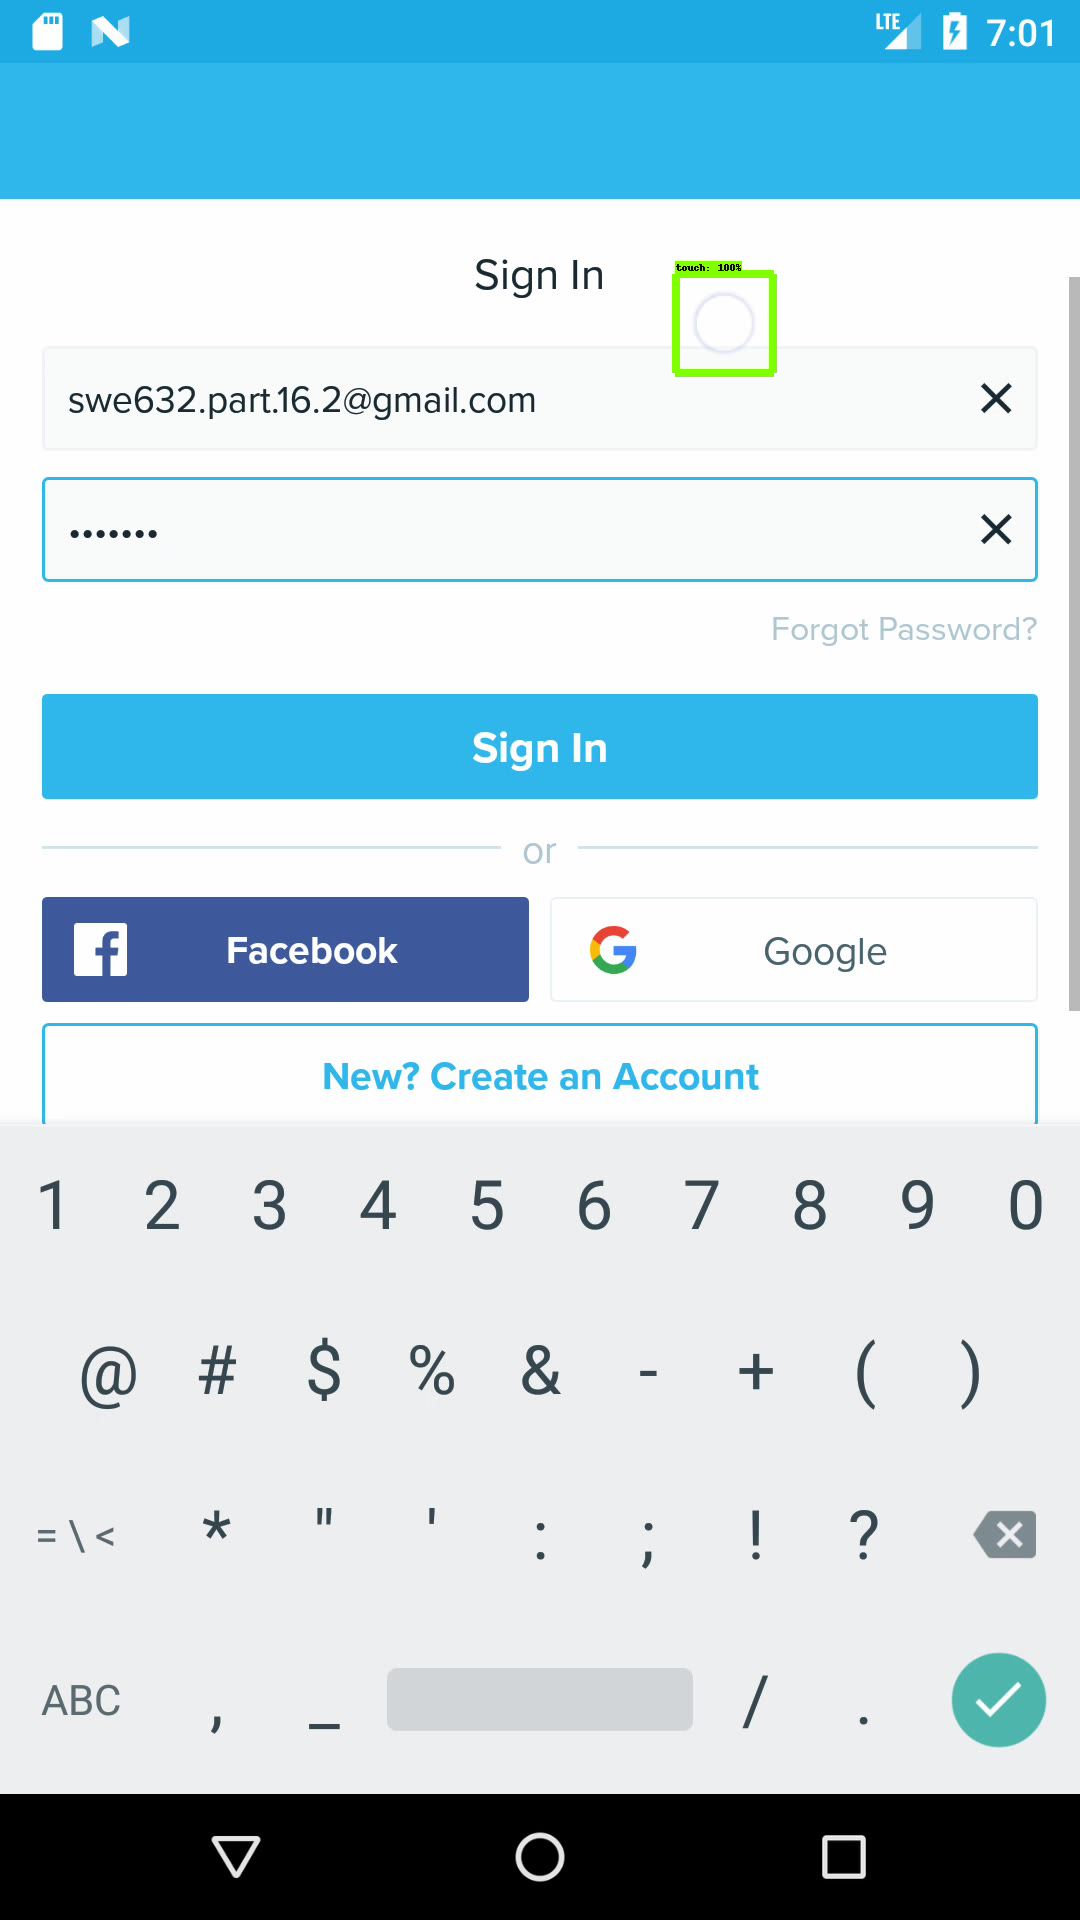 LTE 7:01
Sign In
touch: 100%
swe632.part.16.2@gmail.com
•••••••
Forgot Password?
Sign In
or
Facebook
Google
New? Create an Account
1 2 3 4 5 6 7 8 9 0
@ # $ % & - + ( )
= \ < * " ' : ; ! ?
ABC , _ / .